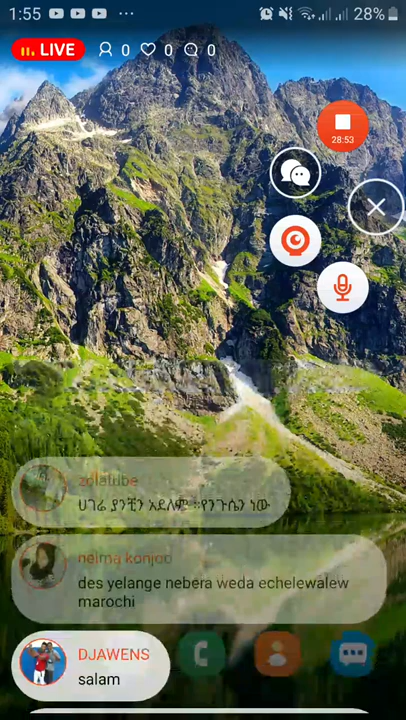 1:55
28%
LIVE 0 0 0
28:53
zolatube
ሀገሬ ያንቺን አደለም ።የንጉሴን ነው
neima konjoo
des yelange nebera weda echelewalew
marochi
DJAWENS
salam